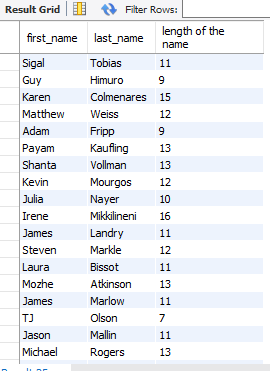 Result Grid Filter Rows:
first_name last_name length of the name
Sigal Tobias 11
Guy Himuro 9
Karen Colmenares 15
Matthew Weiss 12
Adam Fripp 9
Payam Kaufling 13
Shanta Vollman 13
Kevin Mourgos 12
Julia Nayer 10
Irene Mikkilineni 16
James Landry 11
Steven Markle 12
Laura Bissot 11
Mozhe Atkinson 13
James Marlow 11
TJ Olson 7
Jason Mallin 11
Michael Rogers 13